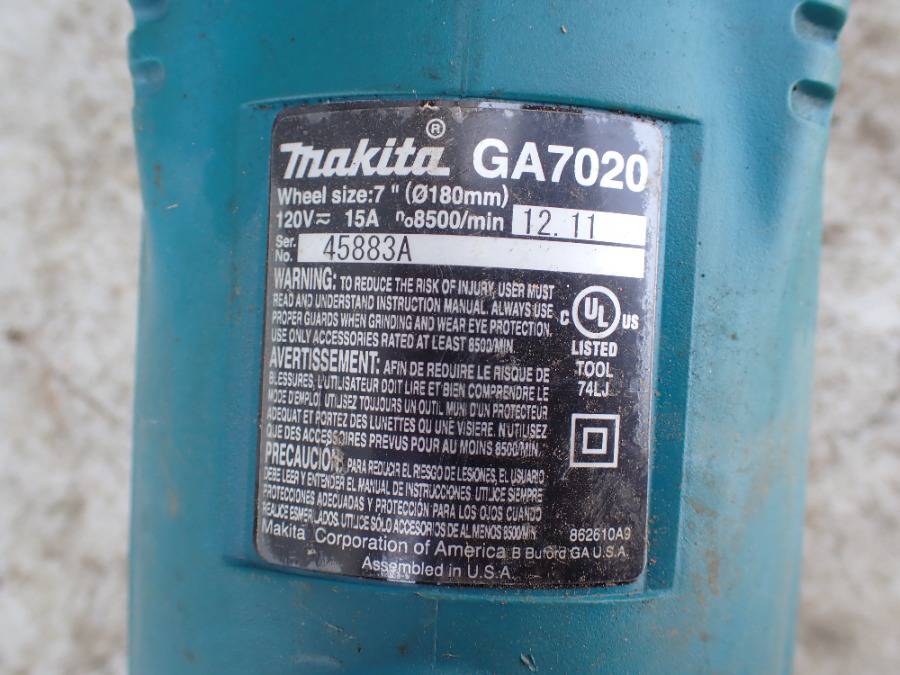 makita® GA7020
Wheel size:7" (Ø180mm)
120V≂ 15A n₀8500/min 12.11
Ser. No. 45883A
WARNING: TO REDUCE THE RISK OF INJURY, USER MUST
READ AND UNDERSTAND INSTRUCTION MANUAL. ALWAYS USE
PROPER GUARDS WHEN GRINDING AND WEAR EYE PROTECTION.
USE ONLY ACCESSORIES RATED AT LEAST 8500/MIN.
C UL US
LISTED
TOOL
74LJ
AVERTISSEMENT: AFIN DE REDUIRE LE RISQUE DE
BLESSURES, L'UTILISATEUR DOIT LIRE ET BIEN COMPRENDRE LE
MODE D'EMPLOI UTILISEZ TOUJOURS UN OUTIL MUNI D'UN PROTECTEUR
ADEQUAT ET PORTEZ DES LUNETTES OU UNE VISIERE. N'UTILISEZ
QUE DES ACCESSOIRES PREVUS POUR AU MOINS 8500/MIN.
PRECAUCION: PARA REDUCIR EL RIESGO DE LESIONES, EL USUARIO
DEBE LEER Y ENTENDER EL MANUAL DE INSTRUCCIONES. UTILICE SIEMPRE
PROTECCIONES ADECUADAS Y PROTECCIÓN PARA LOS OJOS CUANDO
REALICE ESMERILADOS. UTILICE SOLO ACCESORIOS DE AL MENOS 8500/MIN
862610A9
Makita Corporation of America B Buford GA U.S.A.
Assembled in U.S.A.